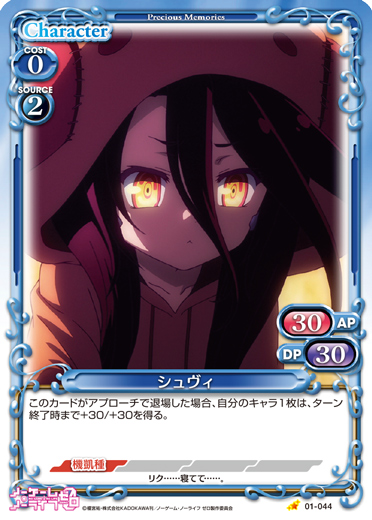 Precious Memories
Character
COST
0
SOURCE
2
30 AP
DP 30
シュヴィ
このカードがアプローチで退場した場合、自分のキャラ1枚は、ターン
終了時まで+30/+30を得る。
機凱種
リク……寝てて……。
©榎宮祐・株式会社KADOKAWA刊/ノーゲーム・ノーライフ ゼロ製作委員会
01-044